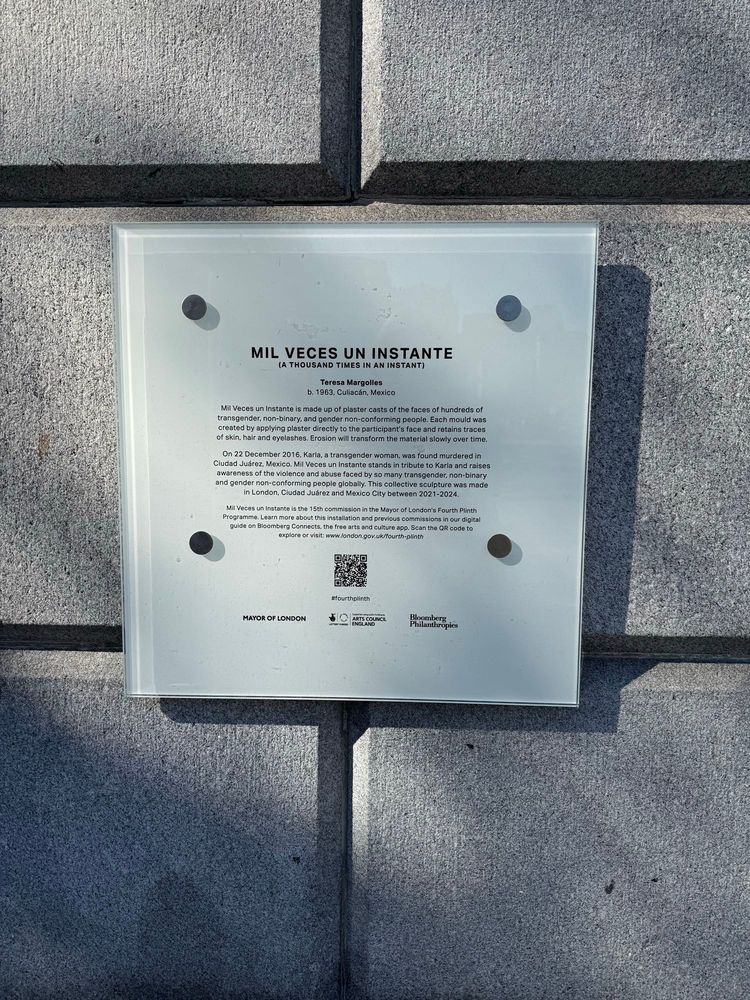 MIL VECES UN INSTANTE
(A THOUSAND TIMES IN AN INSTANT)
Teresa Margolles
b. 1963, Culiacán, Mexico
Mil Veces un Instante is made up of plaster casts of the faces of hundreds of
transgender, non-binary, and gender non-conforming people. Each mould was
created by applying plaster directly to the participant's face and retains traces
of skin, hair and eyelashes. Erosion will transform the material slowly over time.
On 22 December 2016, Karla, a transgender woman, was found murdered in
Ciudad Juárez, Mexico. Mil Veces un Instante stands in tribute to Karla and raises
awareness of the violence and abuse faced by so many transgender, non-binary
and gender non-conforming people globally. This collective sculpture was made
in London, Ciudad Juárez and Mexico City between 2021-2024.
Mil Veces un Instante is the 15th commission in the Mayor of London's Fourth Plinth
Programme. Learn more about this installation and previous commissions in our digital
guide on Bloomberg Connects, the free arts and culture app. Scan the QR code to
explore or visit: www.london.gov.uk/fourth-plinth
#fourthplinth
MAYOR OF LONDON
ARTS COUNCIL
ENGLAND
Bloomberg
Philanthropies